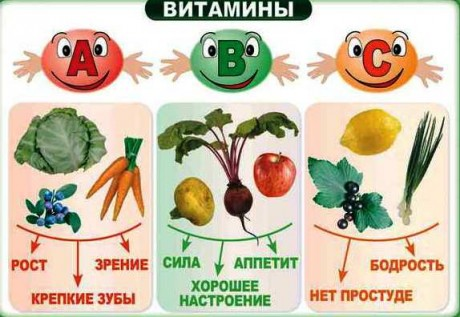 ВИТАМИНЫ
А
В
С
РОСТ
ЗРЕНИЕ
КРЕПКИЕ ЗУБЫ
СИЛА
АППЕТИТ
ХОРОШЕЕ
НАСТРОЕНИЕ
БОДРОСТЬ
НЕТ ПРОСТУДЕ